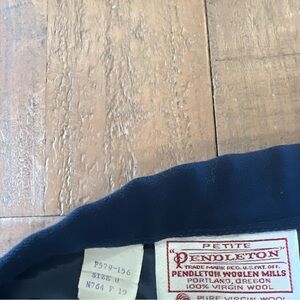 P579-156
SIZE 8
N764 P 19
PETITE
"PENDLETON"
TRADE MARK REG. U.S. PAT. OFF.
PENDLETON WOOLEN MILLS
PORTLAND, OREGON
100% VIRGIN WOOL
PURE VIRGIN WOOL